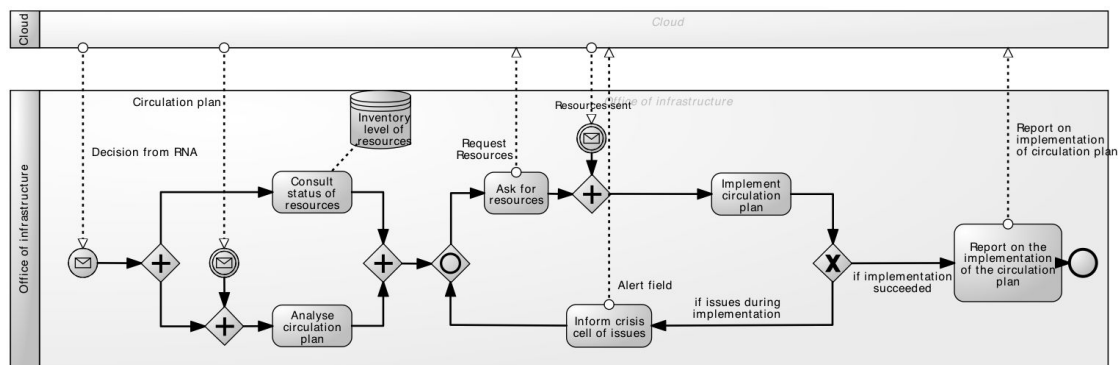 Cloud
Cloud
Office of infrastructure
Office of infrastructure
Circulation plan
Decision from RNA
Inventory
level of
resources
Resources sent
Request
Resources
Report on
implementation
of circulation plan
Consult
status of
resources
Ask for
resources
Implement
circulation
plan
Analyse
circulation
plan
Alert field
Inform crisis
cell of issues
if issues during
implementation
X
if implementation
succeeded
Report on the
implementation
of the circulation
plan